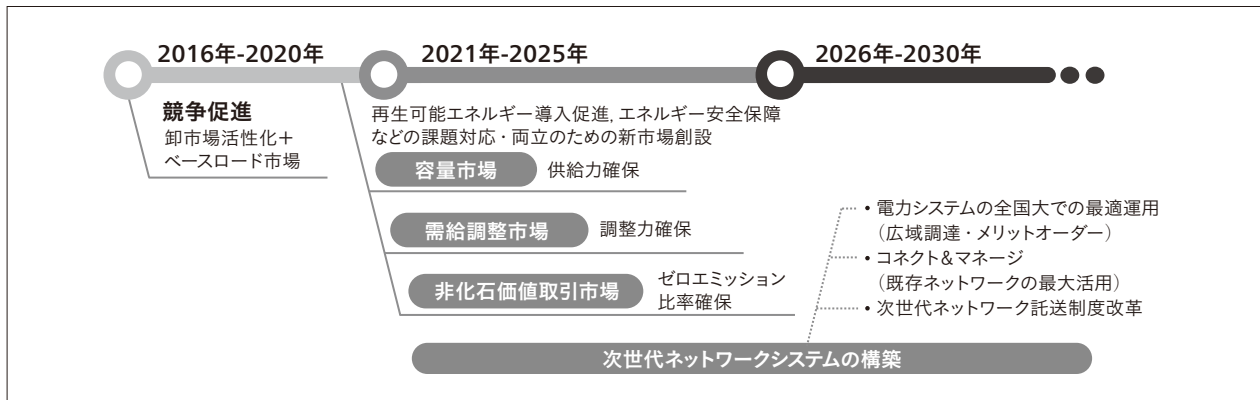 2016年-2020年
2021年-2025年
2026年-2030年
競争促進
卸市場活性化＋
ベースロード市場
再生可能エネルギー導入促進, エネルギー安全保障
などの課題対応・両立のための新市場創設
容量市場
供給力確保
需給調整市場
調整力確保
非化石価値取引市場
ゼロエミッション
比率確保
• 電力システムの全国大での最適運用
（広域調達・メリットオーダー）
• コネクト&マネージ
（既存ネットワークの最大活用）
• 次世代ネットワーク託送制度改革
次世代ネットワークシステムの構築